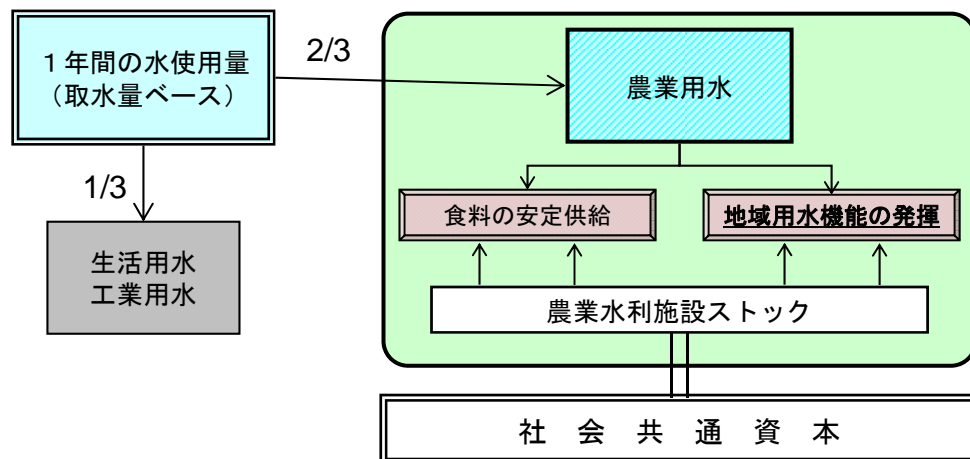 １年間の水使用量
（取水量ベース）
2/3
農業用水
1/3
食料の安定供給
地域用水機能の発揮
生活用水
工業用水
農業水利施設ストック
社　会　共　通　資　本